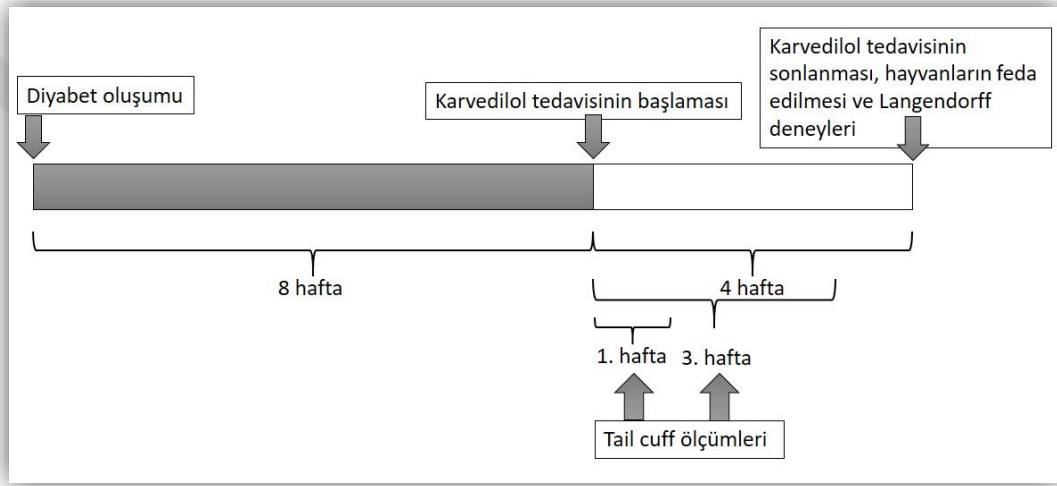 Diyabet oluşumu
Karvedilol tedavisinin başlaması
Karvedilol tedavisinin
sonlanması, hayvanların feda
edilmesi ve Langendorff
deneyleri
8 hafta
4 hafta
1. hafta
3. hafta
Tail cuff ölçümleri